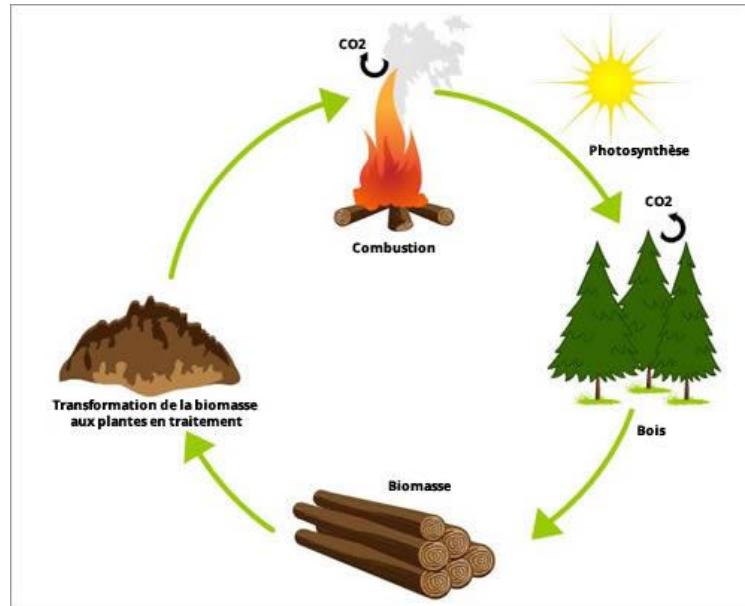 CO2
Photosynthèse
CO2
Combustion
Transformation de la biomasse
aux plantes en traitement
Bois
Biomasse